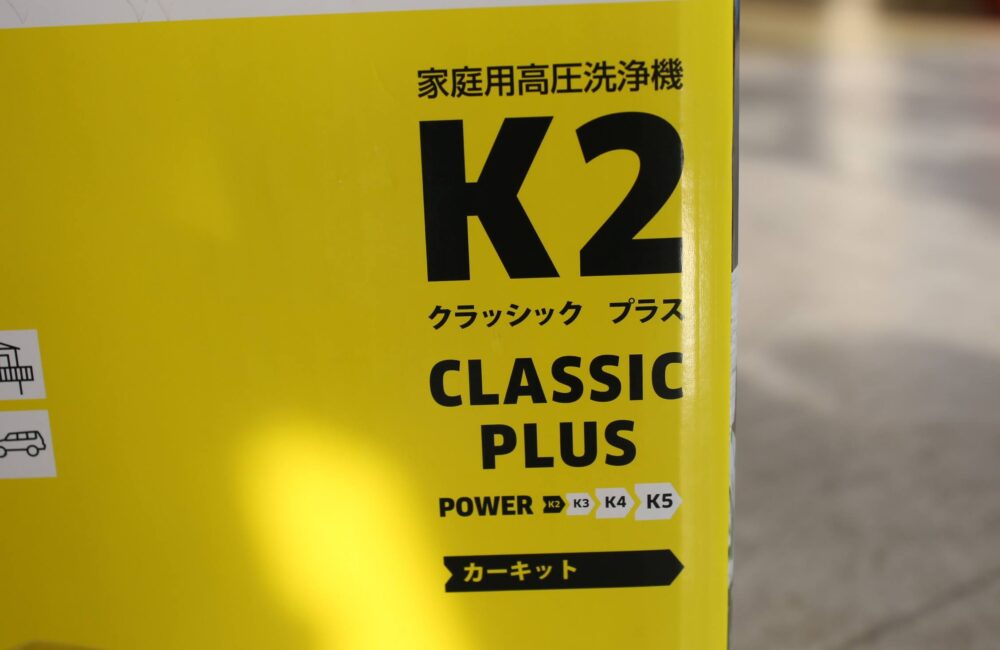 家庭用高圧洗浄機
K2
クラッシック プラス
CLASSIC
PLUS
POWER K2 K3 K4 K5
カーキット